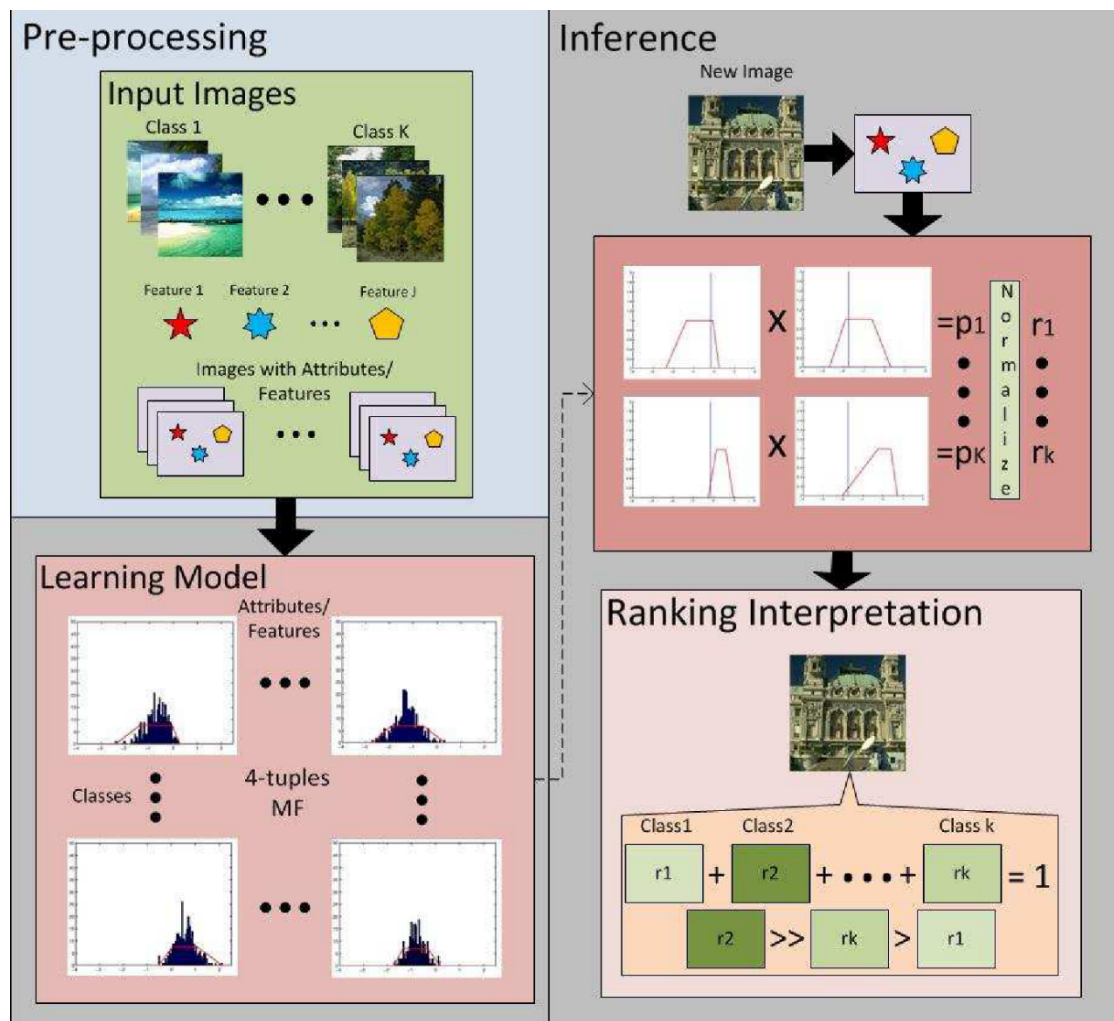 Pre-processing
Input Images
Class 1
Class K
Feature 1
Feature 2
Feature J
Images with Attributes/
Features
Learning Model
Attributes/
Features
Classes
4-tuples
MF
Inference
New Image
X
=p1
Normalize
r1
X
=pK
rk
Ranking Interpretation
Class1
Class2
Class k
r1 + r2 + + rk = 1
r2 >> rk > r1